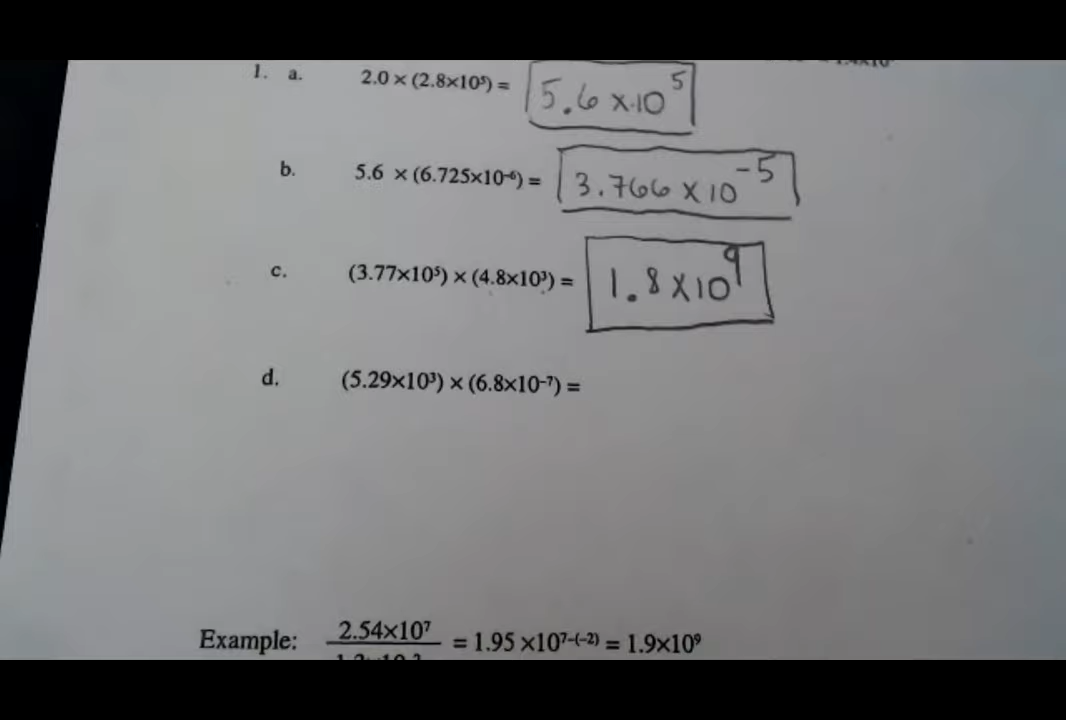 1. a. 2.0 × (2.8×10⁵) = 5.6 x 10⁵
b. 5.6 × (6.725×10⁻⁶) = 3.766 x 10⁻⁵
c. (3.77×10⁵) × (4.8×10³) = 1.8 x 10⁹
d. (5.29×10³) × (6.8×10⁻⁷) =
Example: 2.54×10⁷ = 1.95 ×10⁷⁻⁽⁻²⁾ = 1.9×10⁹